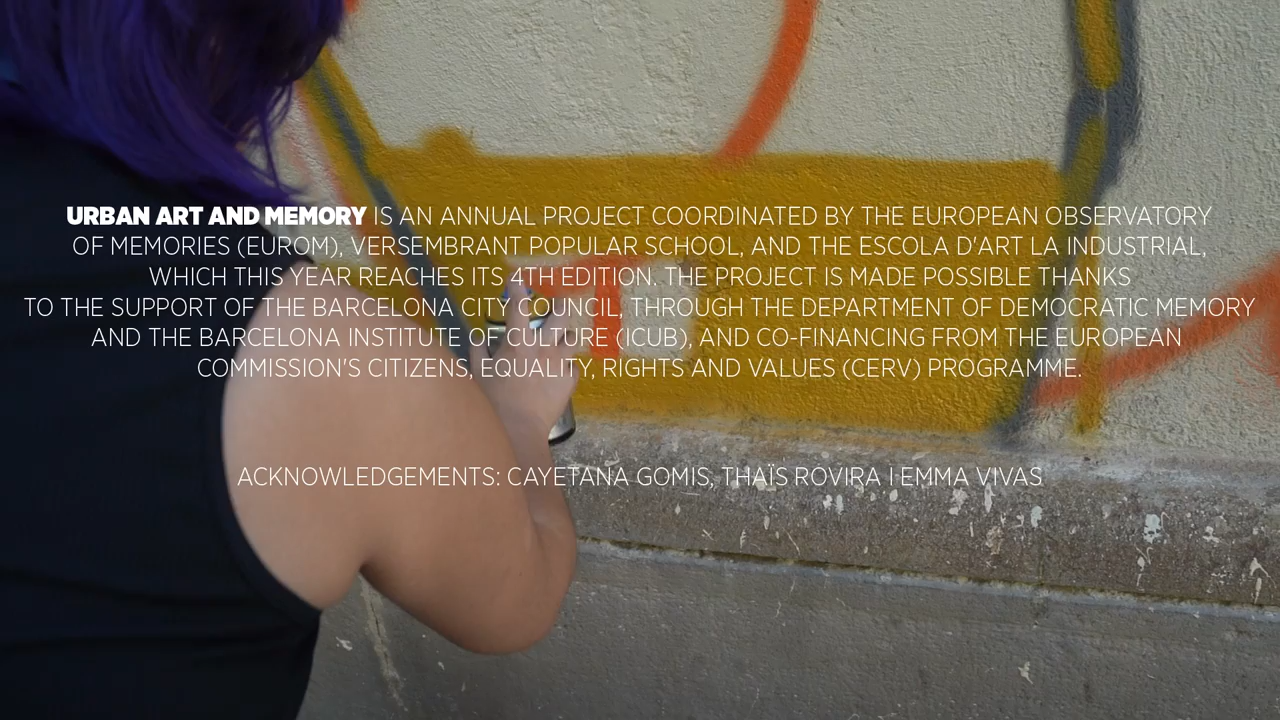 URBAN ART AND MEMORY IS AN ANNUAL PROJECT COORDINATED BY THE EUROPEAN OBSERVATORY
OF MEMORIES (EUROM), VERSEMBRANT POPULAR SCHOOL, AND THE ESCOLA D'ART LA INDUSTRIAL,
WHICH THIS YEAR REACHES ITS 4TH EDITION. THE PROJECT IS MADE POSSIBLE THANKS
TO THE SUPPORT OF THE BARCELONA CITY COUNCIL, THROUGH THE DEPARTMENT OF DEMOCRATIC MEMORY
AND THE BARCELONA INSTITUTE OF CULTURE (ICUB), AND CO-FINANCING FROM THE EUROPEAN
COMMISSION'S CITIZENS, EQUALITY, RIGHTS AND VALUES (CERV) PROGRAMME.
ACKNOWLEDGEMENTS: CAYETANA GOMIS, THAÏS ROVIRA I EMMA VIVAS